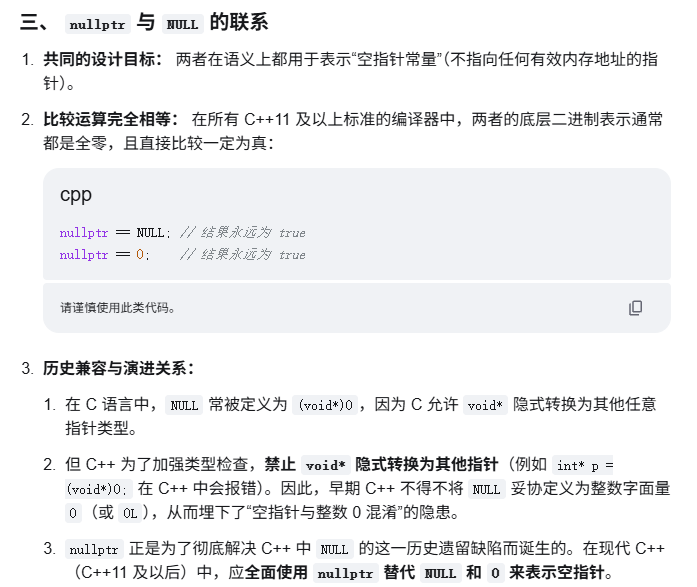 三、 nullptr 与 NULL 的联系
1. 共同的设计目标： 两者在语义上都用于表示“空指针常量”（不指向任何有效内存地址的指
针）。
2. 比较运算完全相等： 在所有 C++11 及以上标准的编译器中，两者的底层二进制表示通常
都是全零，且直接比较一定为真：
cpp
nullptr == NULL; // 结果永远为 true
nullptr == 0;    // 结果永远为 true
请谨慎使用此类代码。
3. 历史兼容与演进关系：
1. 在 C 语言中， NULL 常被定义为 (void*)0，因为 C 允许 void* 隐式转换为其他任意
指针类型。
2. 但 C++ 为了加强类型检查，禁止 void* 隐式转换为其他指针（例如 int* p =
(void*)0; 在 C++ 中会报错）。因此，早期 C++ 不得不将 NULL 妥协定义为整数字面量
0（或 0L），从而埋下了“空指针与整数 0 混淆”的隐患。
3. nullptr 正是为了彻底解决 C++ 中 NULL 的这一历史遗留缺陷而诞生的。在现代 C++
（C++11 及以后）中，应全面使用 nullptr 替代 NULL 和 0 来表示空指针。